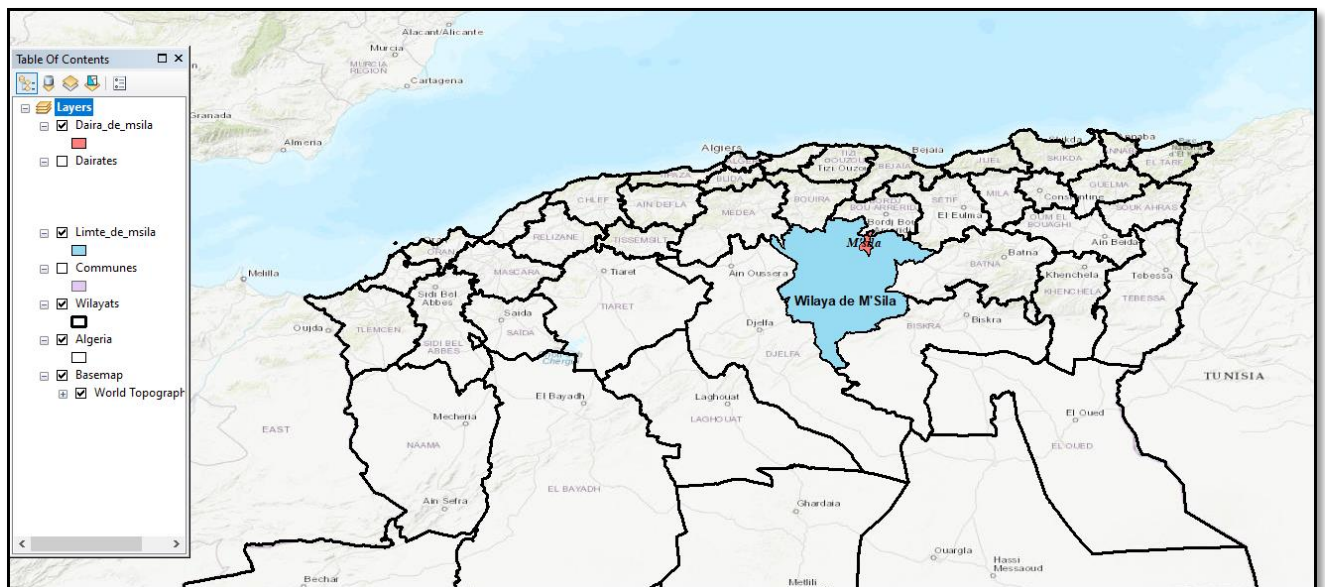 Table Of Contents
Layers
Daira_de_msila
Dairates
Limte_de_msila
Communes
Wilayats
Algeria
Basemap
World Topograph
Alacant/Alicante
Murcia
MURCIA
REGION
Cartagena
Granada
Almeria
Algiers
Bejaia
Skikda
TIZI
OUZOU
Tizi-Ouzou
BEJAIA
JIJEL
SKIKDA
EL TARF
BLIDA
CHLEF
AIN DEFLA
MEDEA
BOUIRA
SETIF
MILA
Constantine
GUELMA
SOUK AHRAS
El Eulma
OUM EL
BOUAGHI
Ain Beida
RELIZANE
TISSEMSILT
M'Sila
Batna
BATNA
Melilla
MASCARA
Tiaret
Ain Oussera
Khenchela
KHENCHELA
Tebessa
TEBESSA
Sidi Bel
Abbes
Wilaya de M'Sila
Oujda
TLEMCEN
Saida
SAIDA
TIARET
Djelfa
BISKRA
Biskra
SIDI BEL
ABBES
DJELFA
TUNISIA
Mecheria
El Bayadh
Laghouat
LAGHOUAT
El Oued
EL OUED
EAST
NAAMA
EL BAYADH
Ain Sefra
Ghardaia
Ouargla
Hassi
Messaoud
Bechar
Metlili